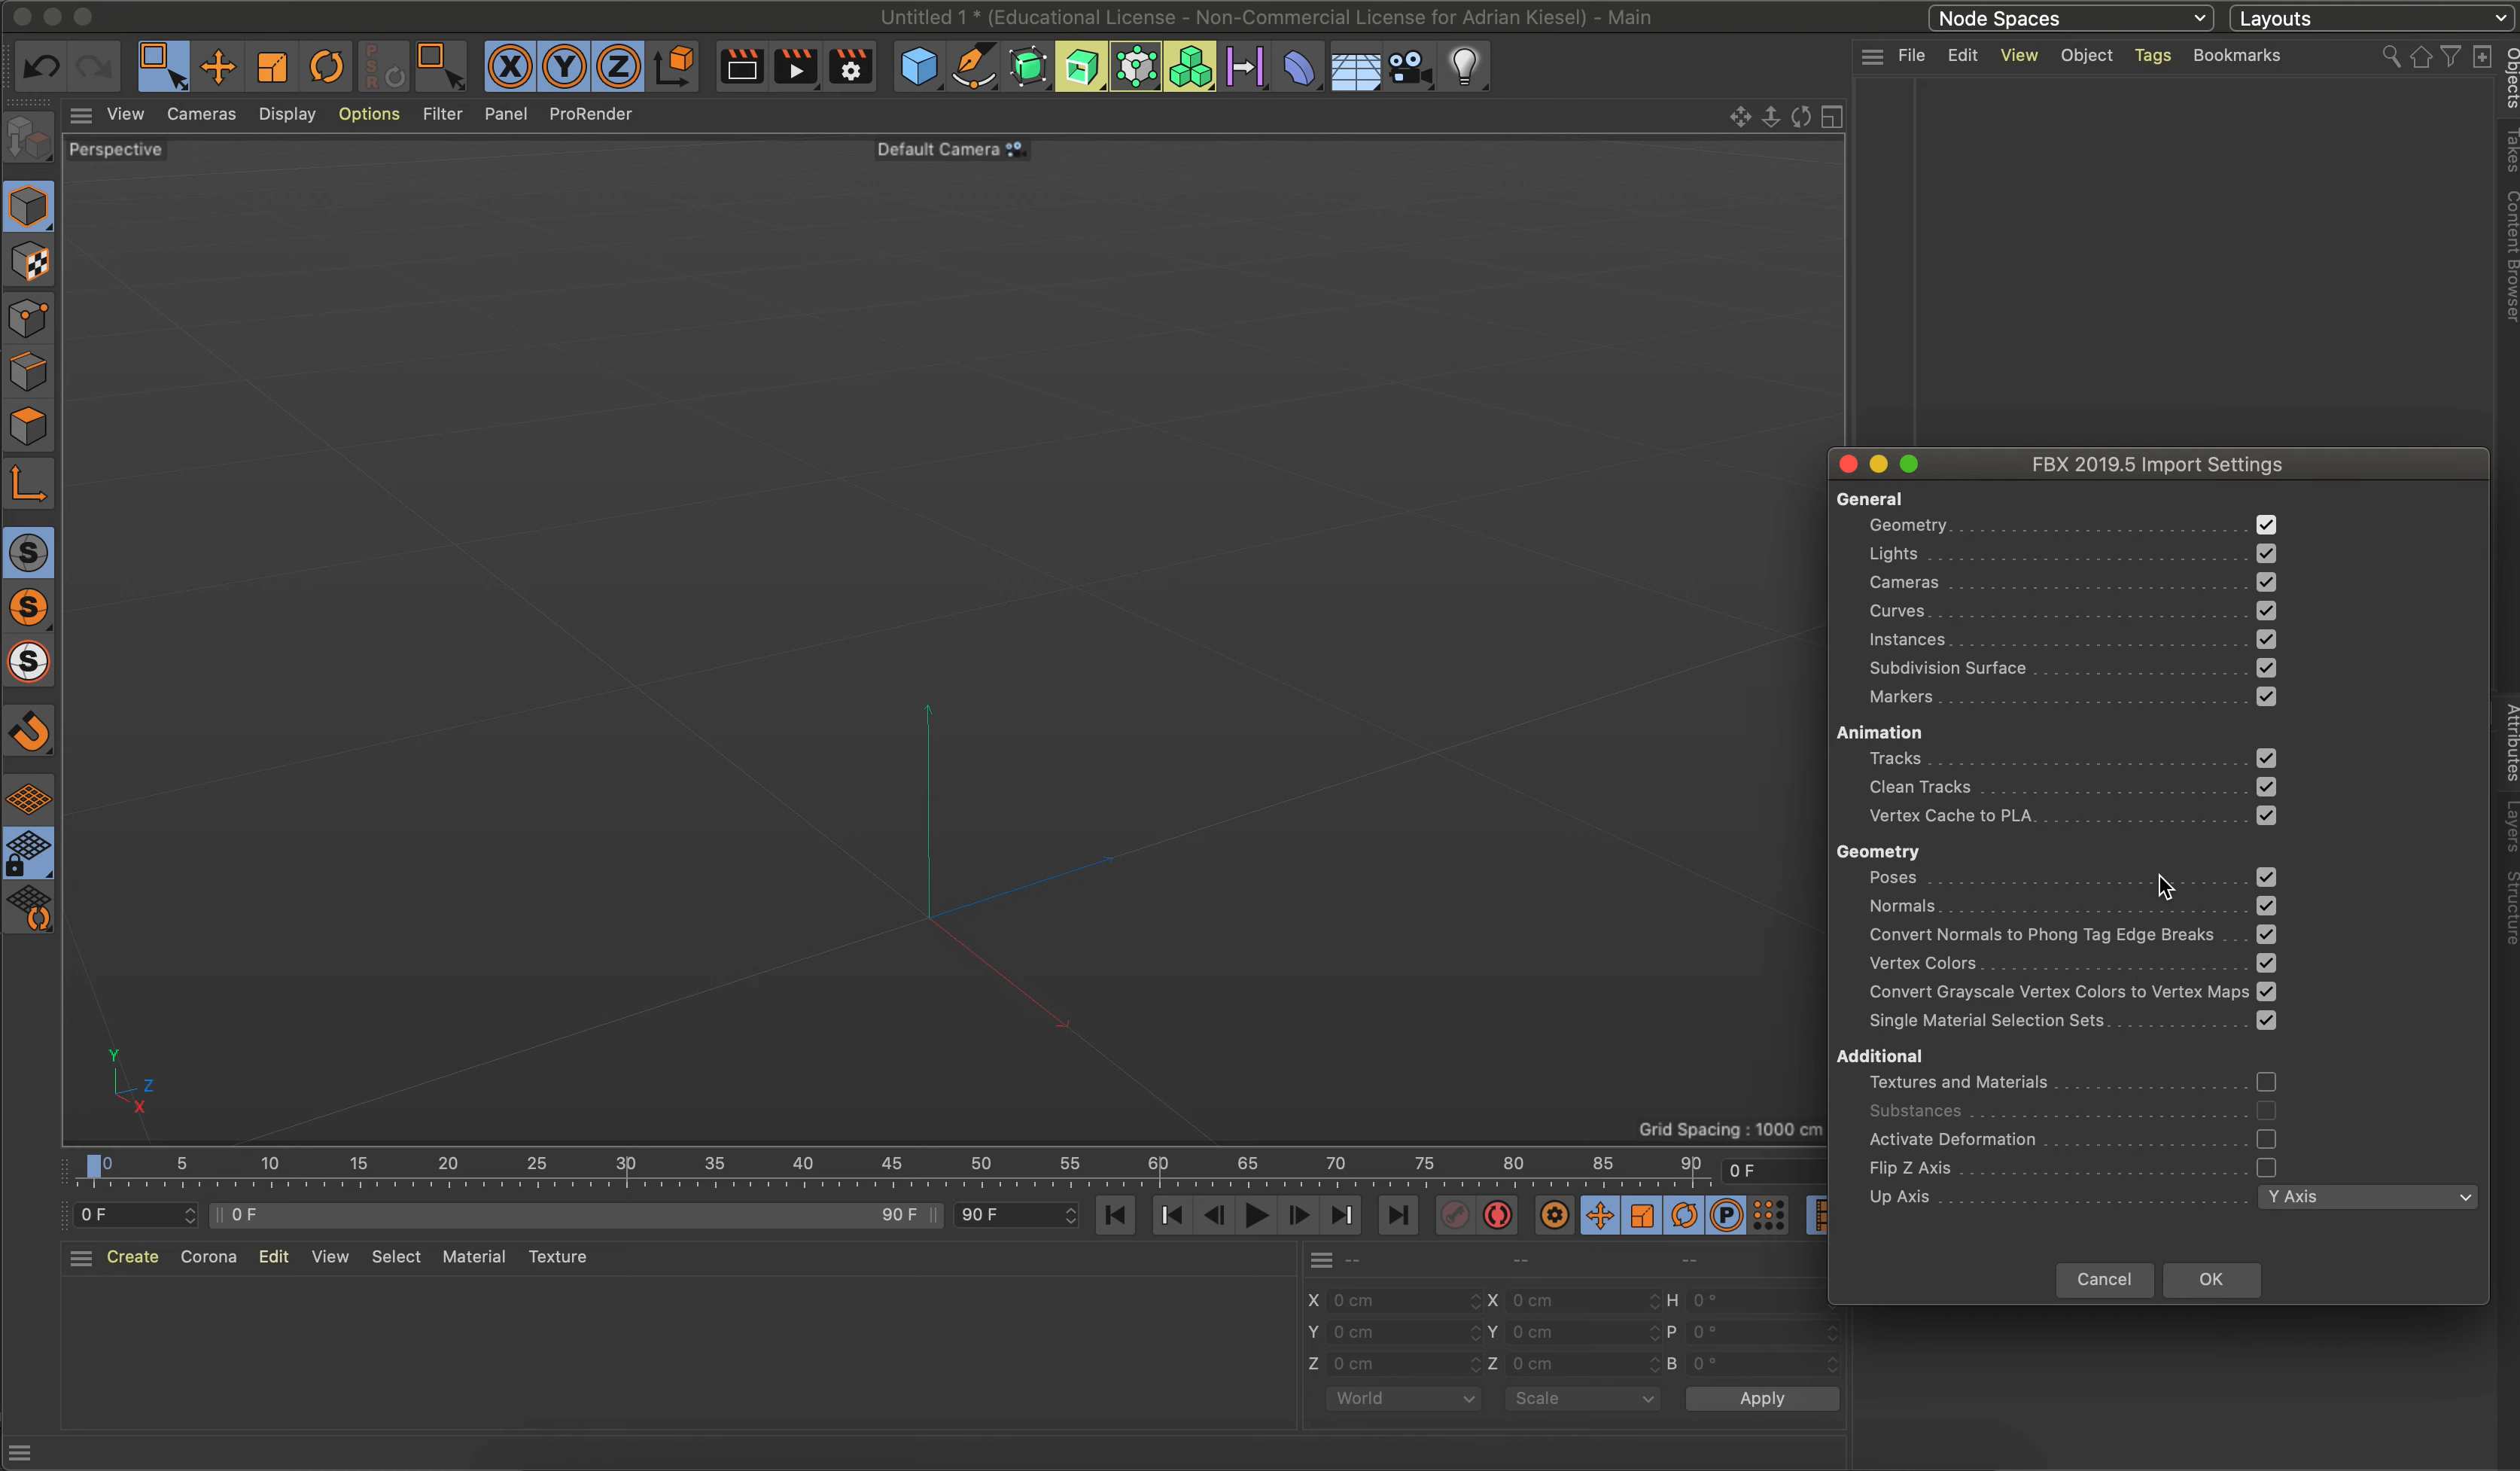 Untitled 1 * (Educational License - Non-Commercial License for Adrian Kiesel) - Main
Node Spaces
Layouts
File Edit View Object Tags Bookmarks
PSR
X Y Z
View Cameras Display Options Filter Panel ProRender
Perspective
Default Camera
Objects
Takes
Content Browser
Attributes
Layers
Structure
S
S
S
FBX 2019.5 Import Settings
General
Geometry
Lights
Cameras
Curves
Instances
Subdivision Surface
Markers
Animation
Tracks
Clean Tracks
Vertex Cache to PLA
Geometry
Poses
Normals
Convert Normals to Phong Tag Edge Breaks
Vertex Colors
Convert Grayscale Vertex Colors to Vertex Maps
Single Material Selection Sets
Additional
Textures and Materials
Substances
Activate Deformation
Flip Z Axis
Up Axis Y Axis
Cancel OK
Y
Z
X
Grid Spacing : 1000 cm
0 5 10 15 20 25 30 35 40 45 50 55 60 65 70 75 80 85 90 0 F
0 F 0 F 90 F 90 F P
Create Corona Edit View Select Material Texture
-- -- --
X 0 cm X 0 cm H 0 °
Y 0 cm Y 0 cm P 0 °
Z 0 cm Z 0 cm B 0 °
World Scale Apply